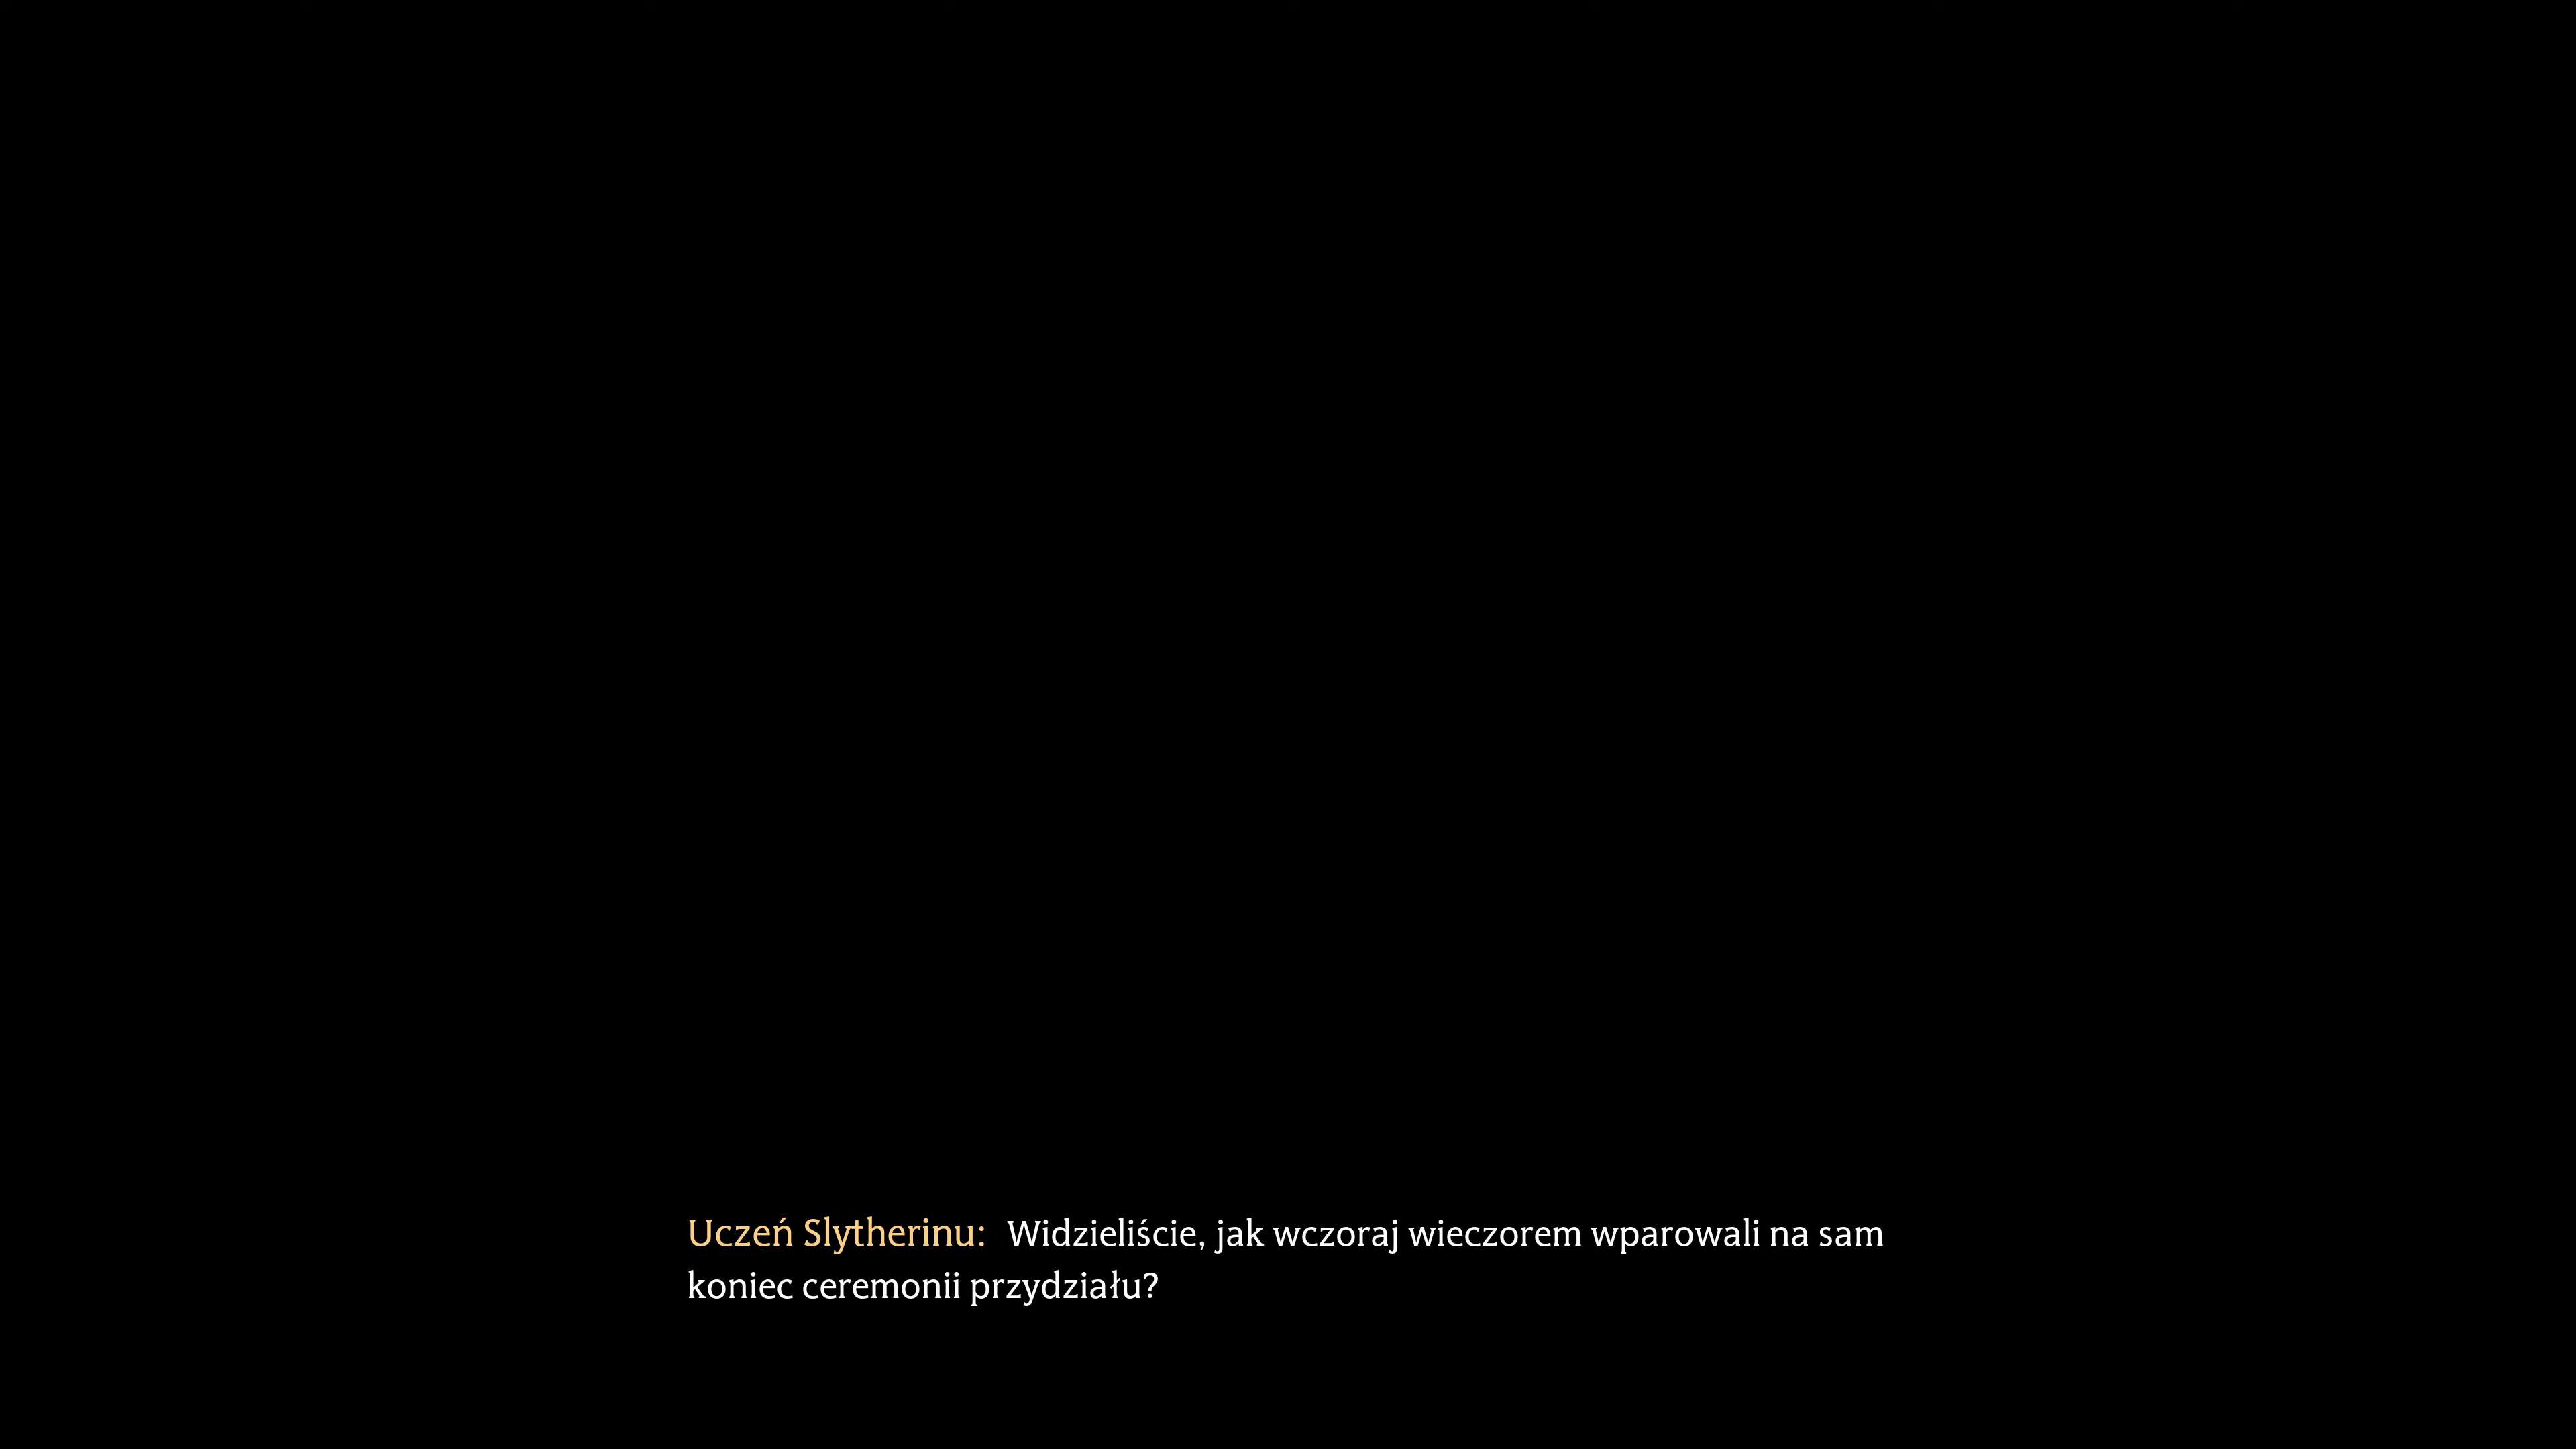 Uczeń Slytherinu: Widzieliście, jak wczoraj wieczorem wparowali na sam
koniec ceremonii przydziału?